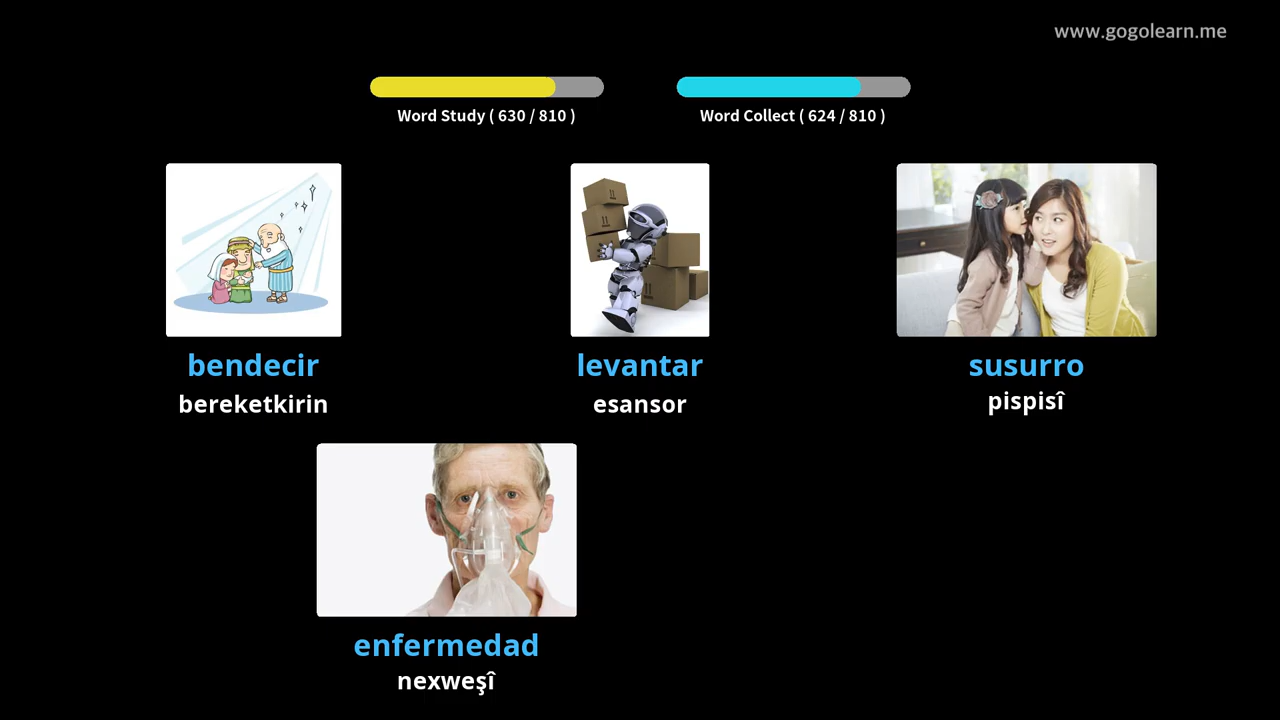 www.gogolearn.me
Word Study ( 630 / 810 )
Word Collect ( 624 / 810 )
bendecir
bereketkirin
levantar
esansor
susurro
pispisî
enfermedad
nexweşî